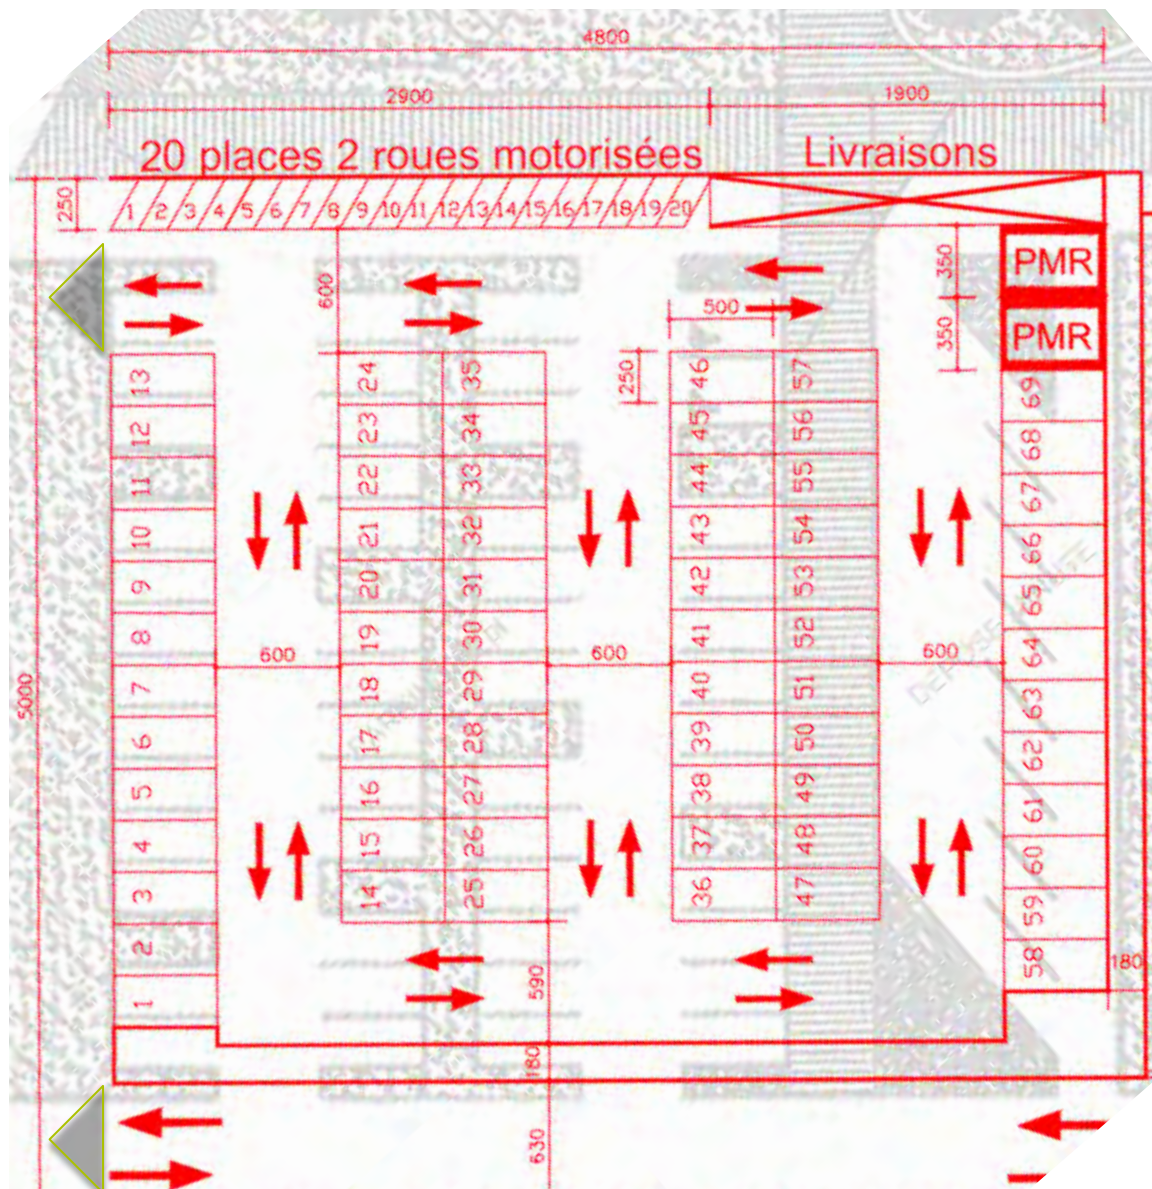 4800
2900 1900
20 places 2 roues motorisées Livraisons
250 1 2 3 4 5 6 7 8 9 10 11 12 13 14 15 16 17 18 19 20
350 PMR
600
500
350 PMR
13 24 35 250 46 57 69
12 23 34 45 56 68
11 22 33 44 55 67
10 21 32 43 54 66
9 20 31 42 53 65
8 19 30 41 52 64
600 600 600
5000
7 18 29 40 51 63
6 17 28 39 50 62
5 16 27 38 49 61
4 15 26 37 48 60
3 14 25 36 47 59
2 58 180
590
1
180
630